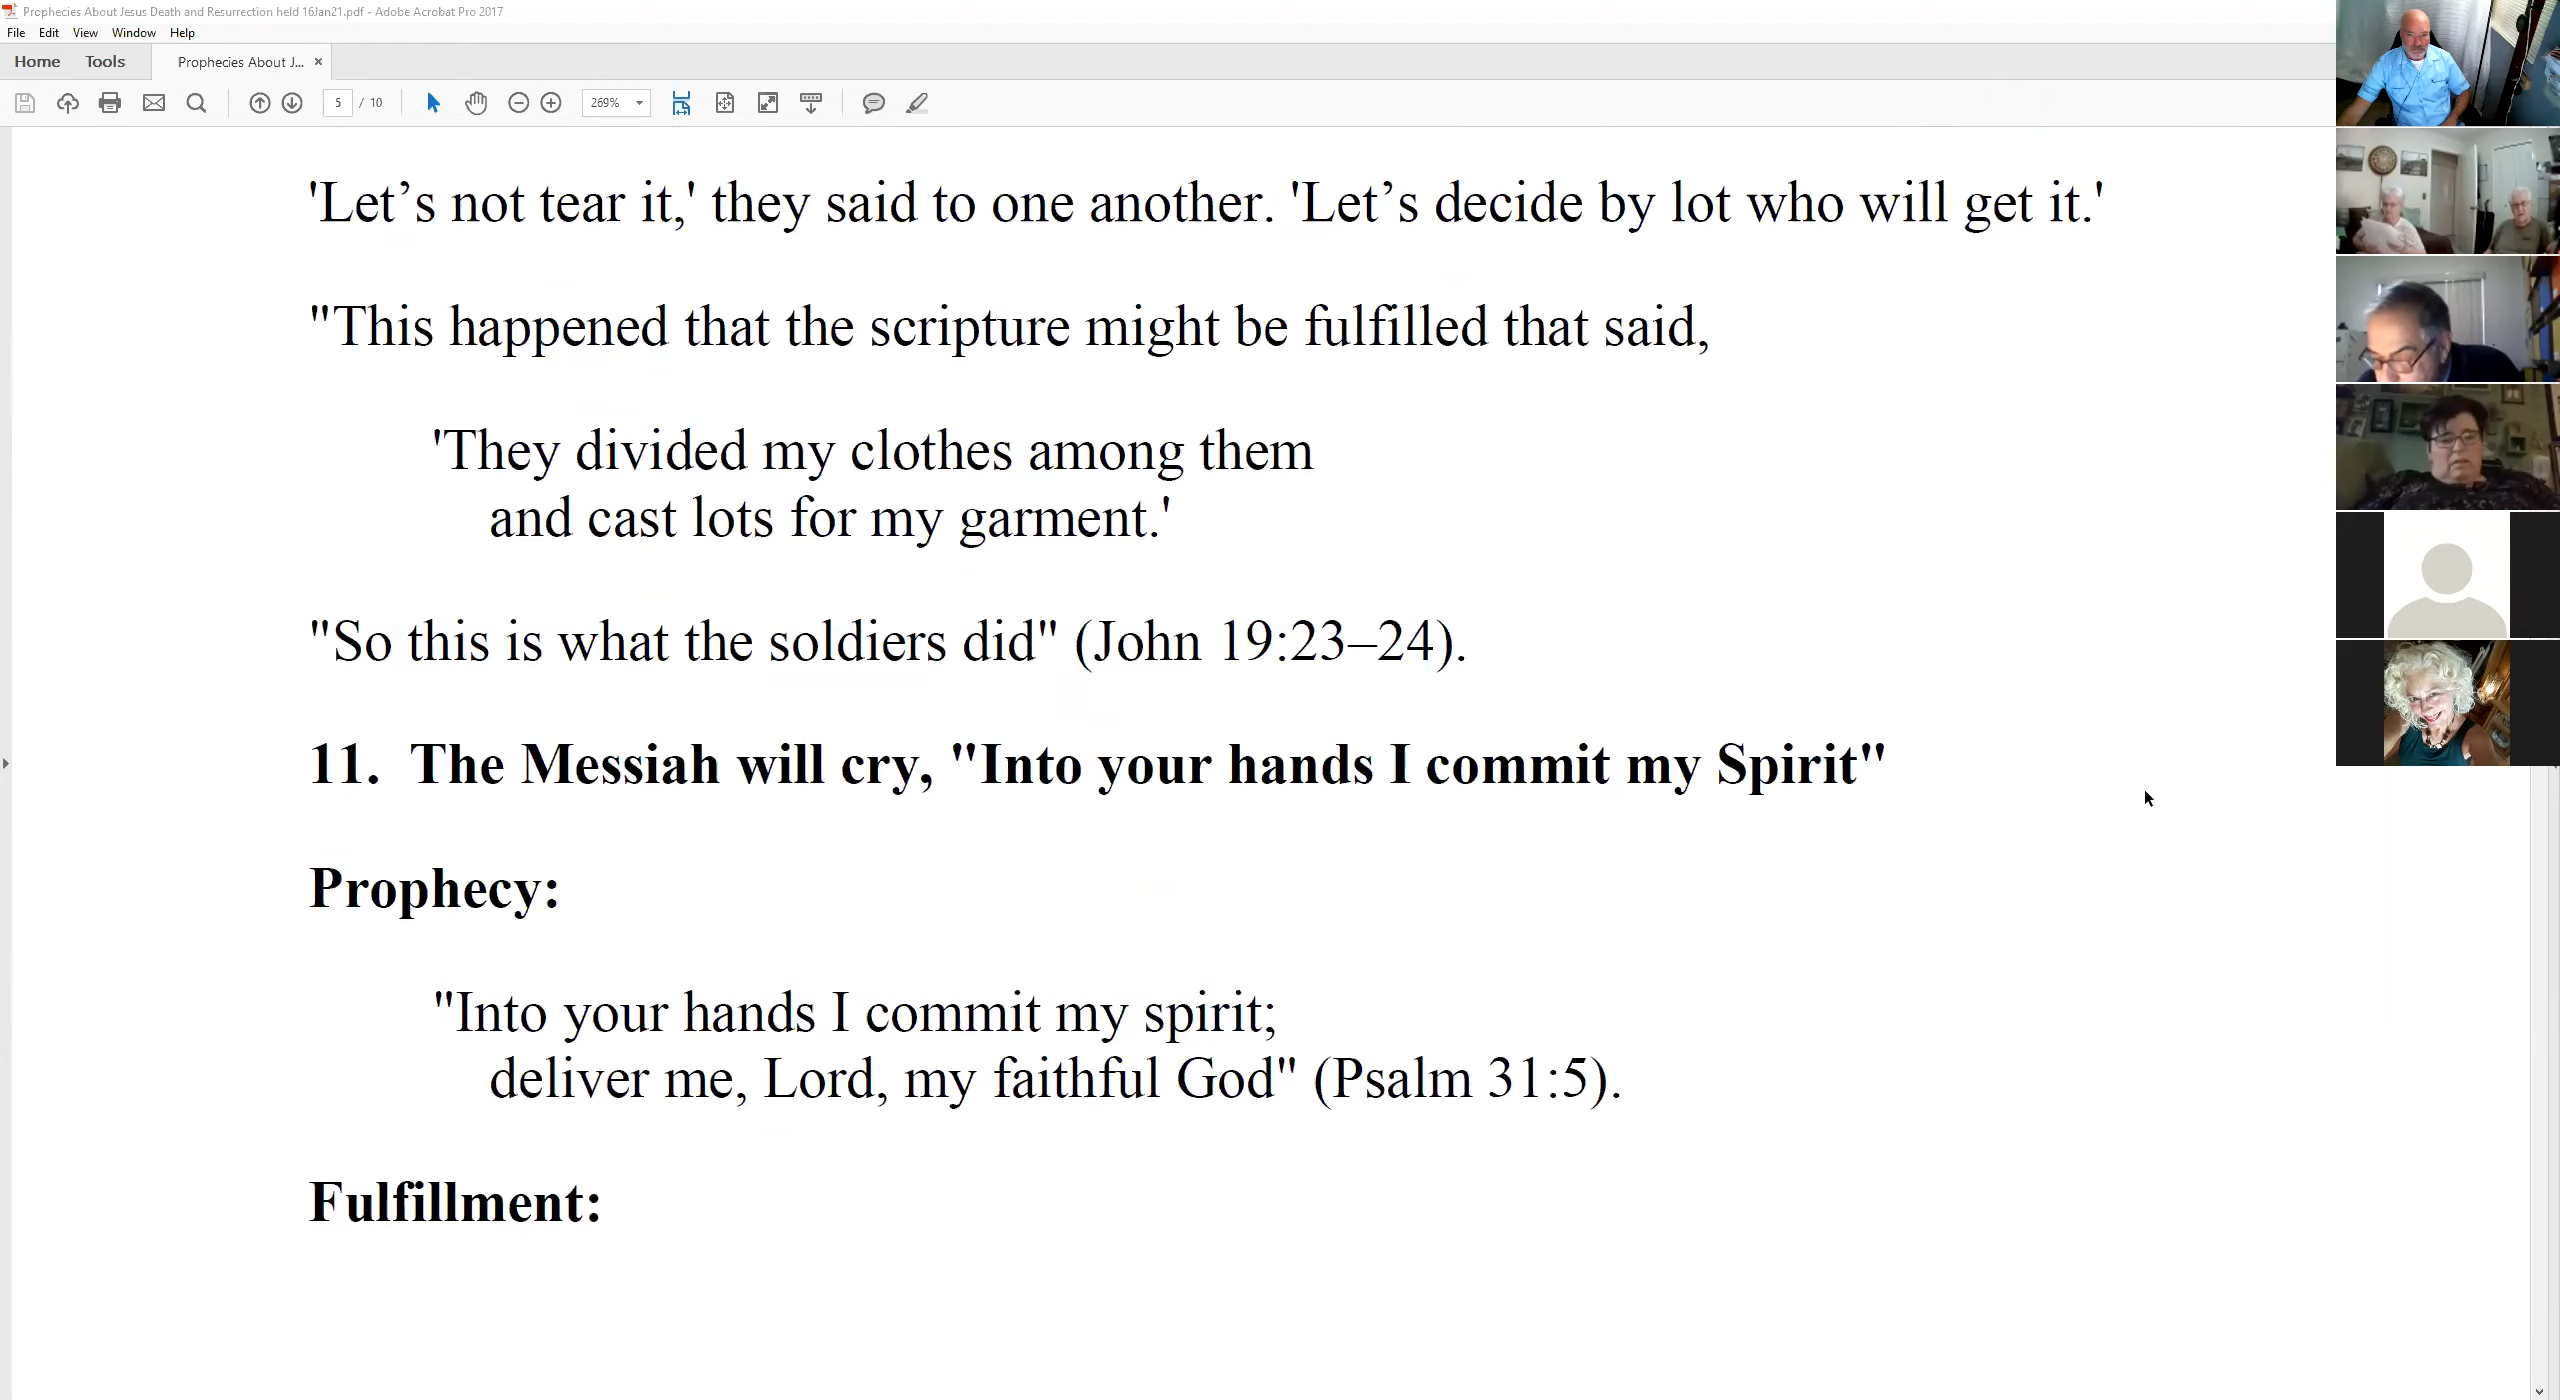 Prophecies About Jesus Death and Resurrection held 16Jan21.pdf - Adobe Acrobat Pro 2017
File Edit View Window Help
Home Tools Prophecies About J... ×
5 / 10 269%
'Let’s not tear it,' they said to one another. 'Let’s decide by lot who will get it.'
"This happened that the scripture might be fulfilled that said,
'They divided my clothes among them
and cast lots for my garment.'
"So this is what the soldiers did" (John 19:23–24).
11. The Messiah will cry, "Into your hands I commit my Spirit"
Prophecy:
"Into your hands I commit my spirit;
deliver me, Lord, my faithful God" (Psalm 31:5).
Fulfillment: